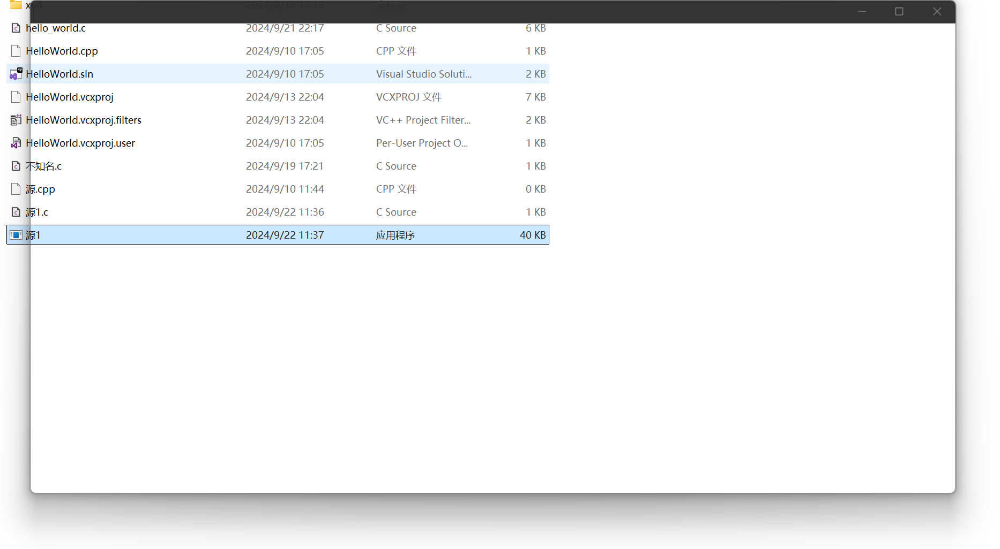 x64 2024/9/10 17:13 文件夹
hello_world.c 2024/9/21 22:17 C Source 6 KB
HelloWorld.cpp 2024/9/10 17:05 CPP 文件 1 KB
HelloWorld.sln 2024/9/10 17:05 Visual Studio Soluti... 2 KB
HelloWorld.vcxproj 2024/9/13 22:04 VCXPROJ 文件 7 KB
HelloWorld.vcxproj.filters 2024/9/13 22:04 VC++ Project Filter... 2 KB
HelloWorld.vcxproj.user 2024/9/10 17:05 Per-User Project O... 1 KB
不知名.c 2024/9/19 17:21 C Source 1 KB
源.cpp 2024/9/10 11:44 CPP 文件 0 KB
源1.c 2024/9/22 11:36 C Source 1 KB
源1 2024/9/22 11:37 应用程序 40 KB